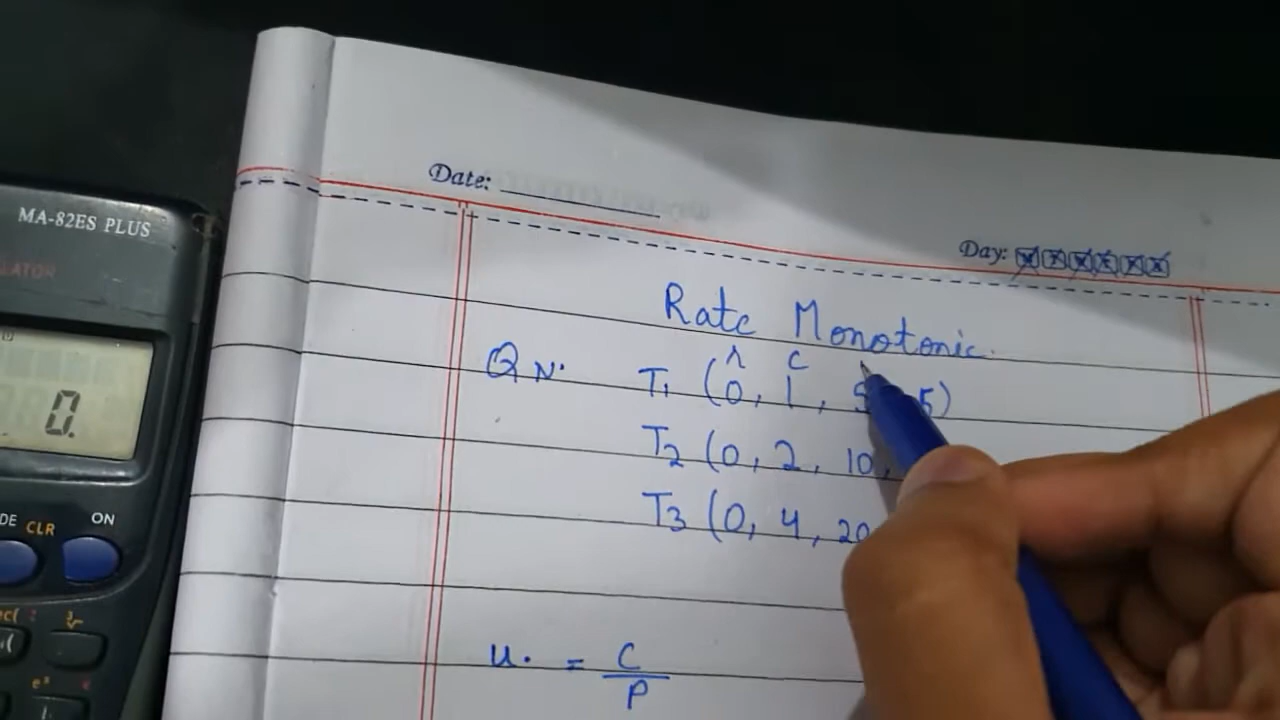 MA-82ES PLUS
0.
DE CLR ON
Date:
Day:
Rate Monotonic
λ C
Q N. T1 (0, 1, 5, 5)
T2 (0, 2, 10,
T3 (0, 4, 20
U. = C
P